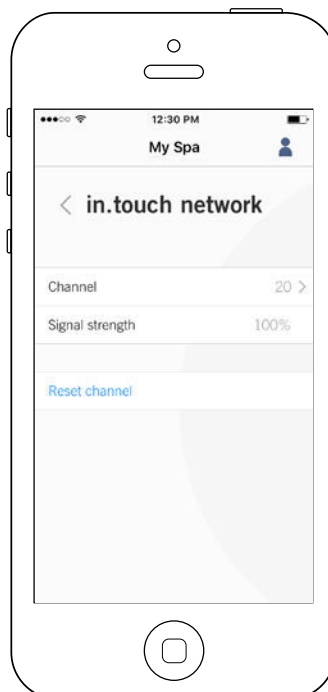 12:30 PM
My Spa
in.touch network
Channel 20
Signal strength 100%
Reset channel